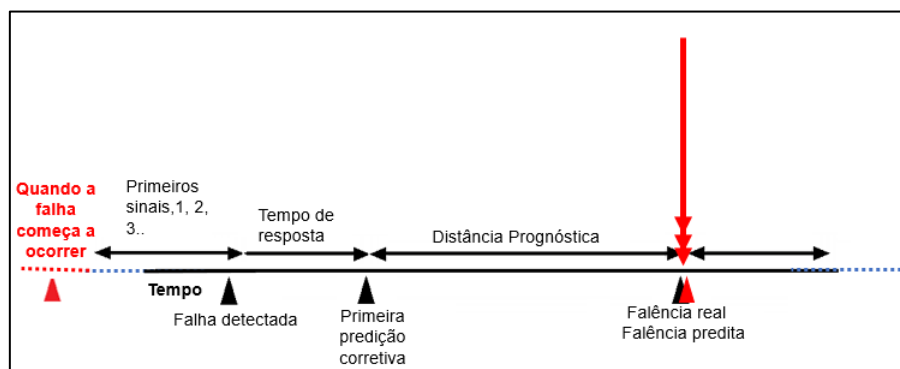 Quando a
falha
começa a
ocorrer
Primeiros
sinais,1, 2,
3..
Tempo de
resposta
Distância Prognóstica
Tempo
Falha detectada
Primeira
predição
corretiva
Falência real
Falência predita